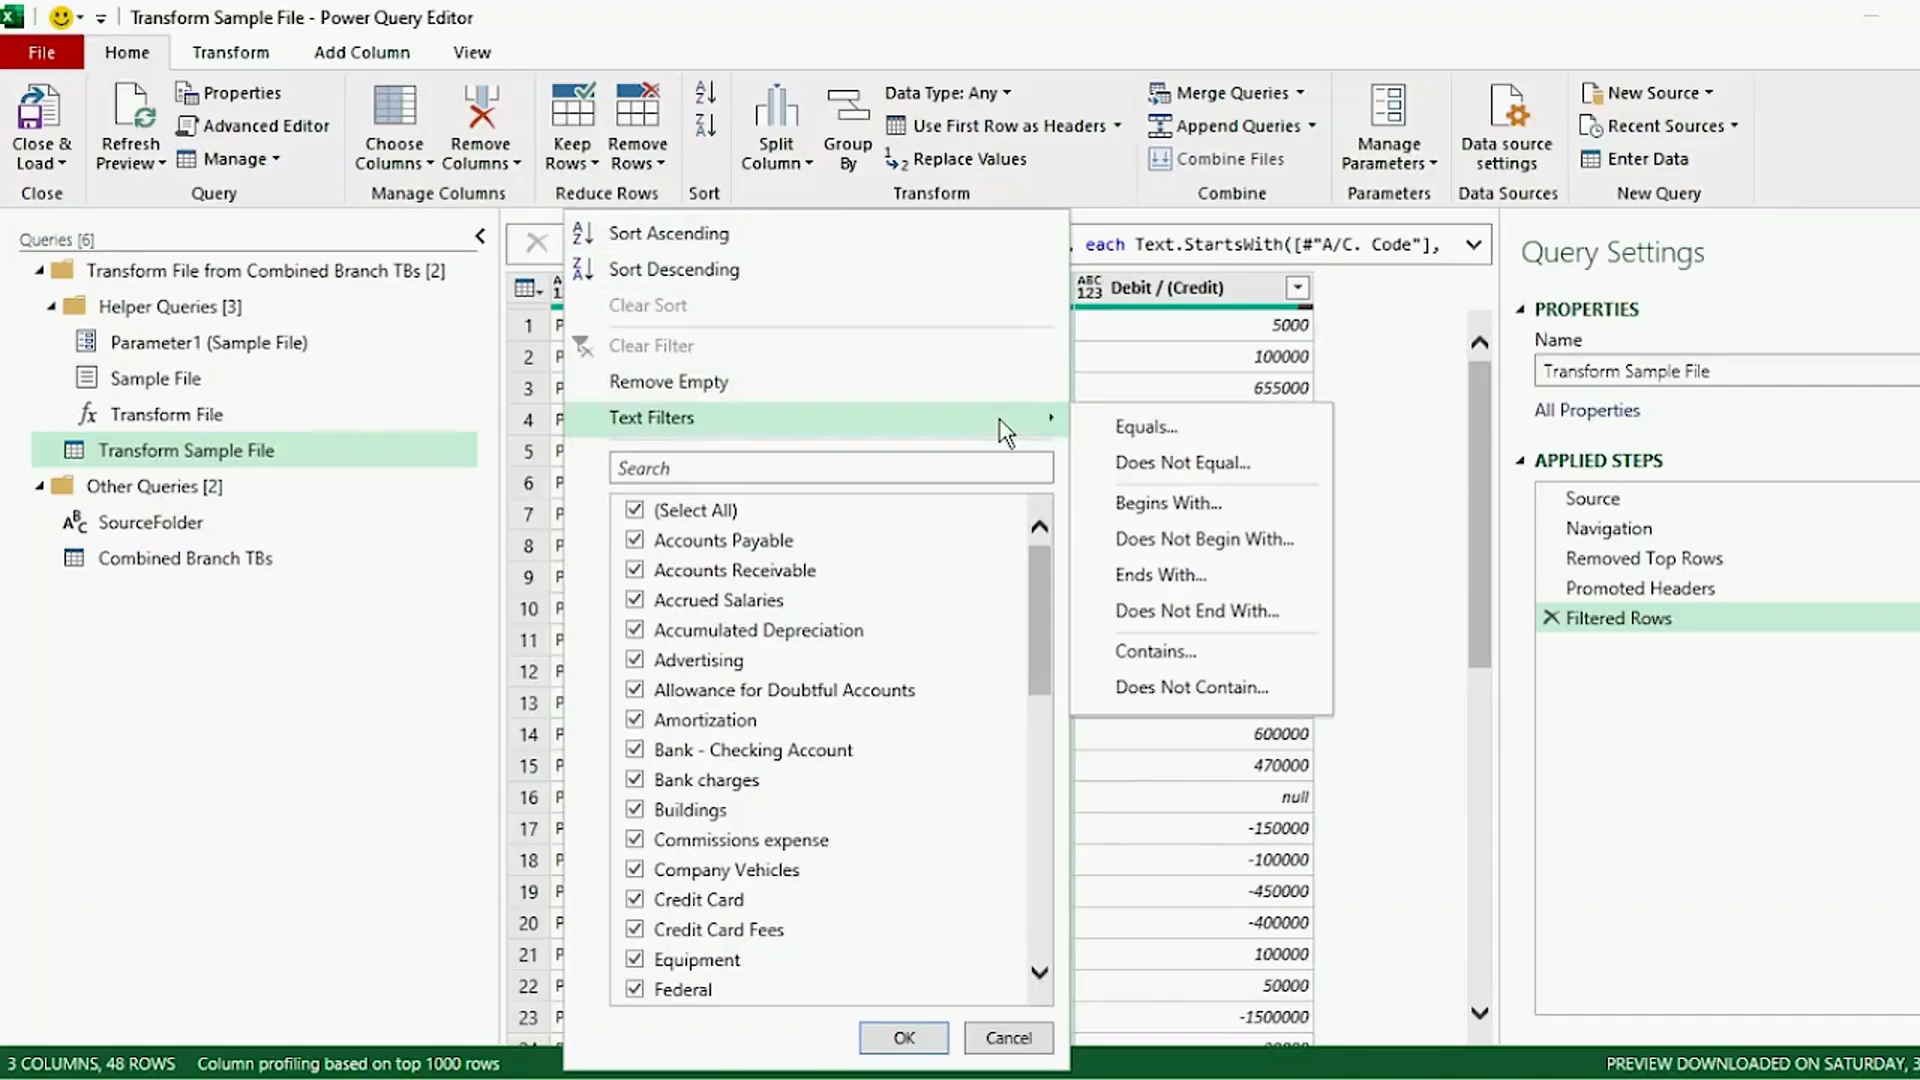 Transform Sample File - Power Query Editor
File Home Transform Add Column View
Close & Load
Close
Refresh Preview
Properties
Advanced Editor
Manage
Query
Choose Columns
Remove Columns
Manage Columns
Keep Rows
Remove Rows
Reduce Rows
Sort
Split Column
Group By
Data Type: Any
Use First Row as Headers
Replace Values
Transform
Merge Queries
Append Queries
Combine Files
Combine
Manage Parameters
Parameters
Data source settings
Data Sources
New Source
Recent Sources
Enter Data
New Query
Queries [6]
Transform File from Combined Branch TBs [2]
Helper Queries [3]
Parameter1 (Sample File)
Sample File
fx Transform File
Transform Sample File
Other Queries [2]
ABC SourceFolder
Combined Branch TBs
, each Text.StartsWith([#"A/C. Code"],
Sort Ascending
Sort Descending
Clear Sort
Clear Filter
Remove Empty
Text Filters
Search
(Select All)
Accounts Payable
Accounts Receivable
Accrued Salaries
Accumulated Depreciation
Advertising
Allowance for Doubtful Accounts
Amortization
Bank - Checking Account
Bank charges
Buildings
Commissions expense
Company Vehicles
Credit Card
Credit Card Fees
Equipment
Federal
OK Cancel
Equals...
Does Not Equal...
Begins With...
Does Not Begin With...
Ends With...
Does Not End With...
Contains...
Does Not Contain...
ABC 123 Debit / (Credit)
1 P 5000
2 P 100000
3 P 655000
4 P
5 P
6 P
7 P
8 P
9 P
10 P
11 P
12 P
13 P
14 P 600000
15 P 470000
16 P null
17 P -150000
18 P -100000
19 P -450000
20 P -400000
21 P 100000
22 P 50000
23 P -1500000
Query Settings
PROPERTIES
Name
Transform Sample File
All Properties
APPLIED STEPS
Source
Navigation
Removed Top Rows
Promoted Headers
Filtered Rows
3 COLUMNS, 48 ROWS Column profiling based on top 1000 rows
PREVIEW DOWNLOADED ON SATURDAY, 3